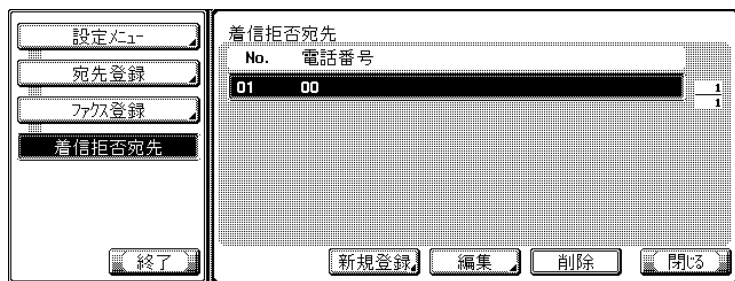 設定ﾒﾆｭｰ
宛先登録
ﾌｧｸｽ登録
着信拒否宛先
終了
着信拒否宛先
No. 電話番号
01 00
1
1
新規登録 編集 削除 閉じる